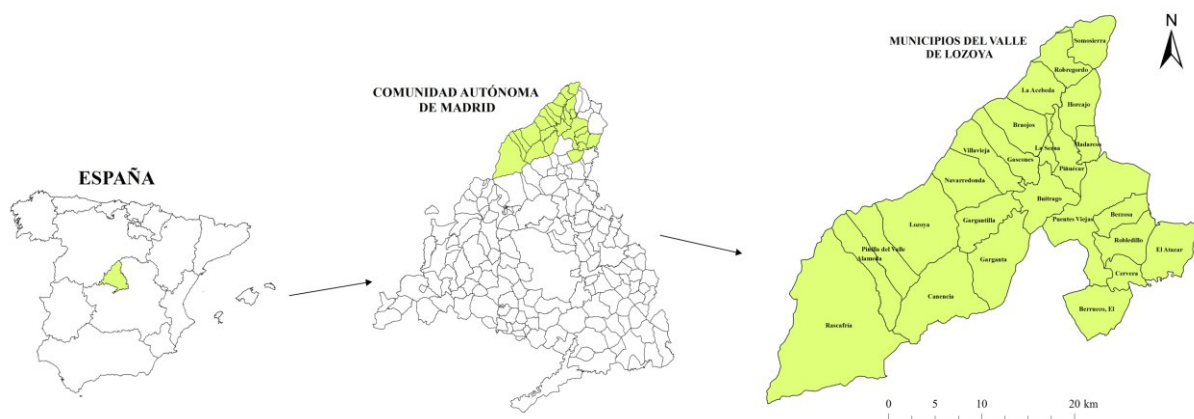 ESPAÑA
COMUNIDAD AUTÓNOMA
DE MADRID
MUNICIPIOS DEL VALLE
DE LOZOYA
N
Somosierra
Robregordo
La Acebeda
Horcajo
Braojos
La Serna
Madarcos
Villavieja
Gascones
Piñuécar
Navarredonda
Buitrago
Lozoya
Gargantilla
Puentes Viejas
Berzosa
Pinilla del Valle
Robledillo
El Atazar
Alameda
Garganta
Cervera
Canencia
Berrueco, El
Rascafría
0 5 10 20 km